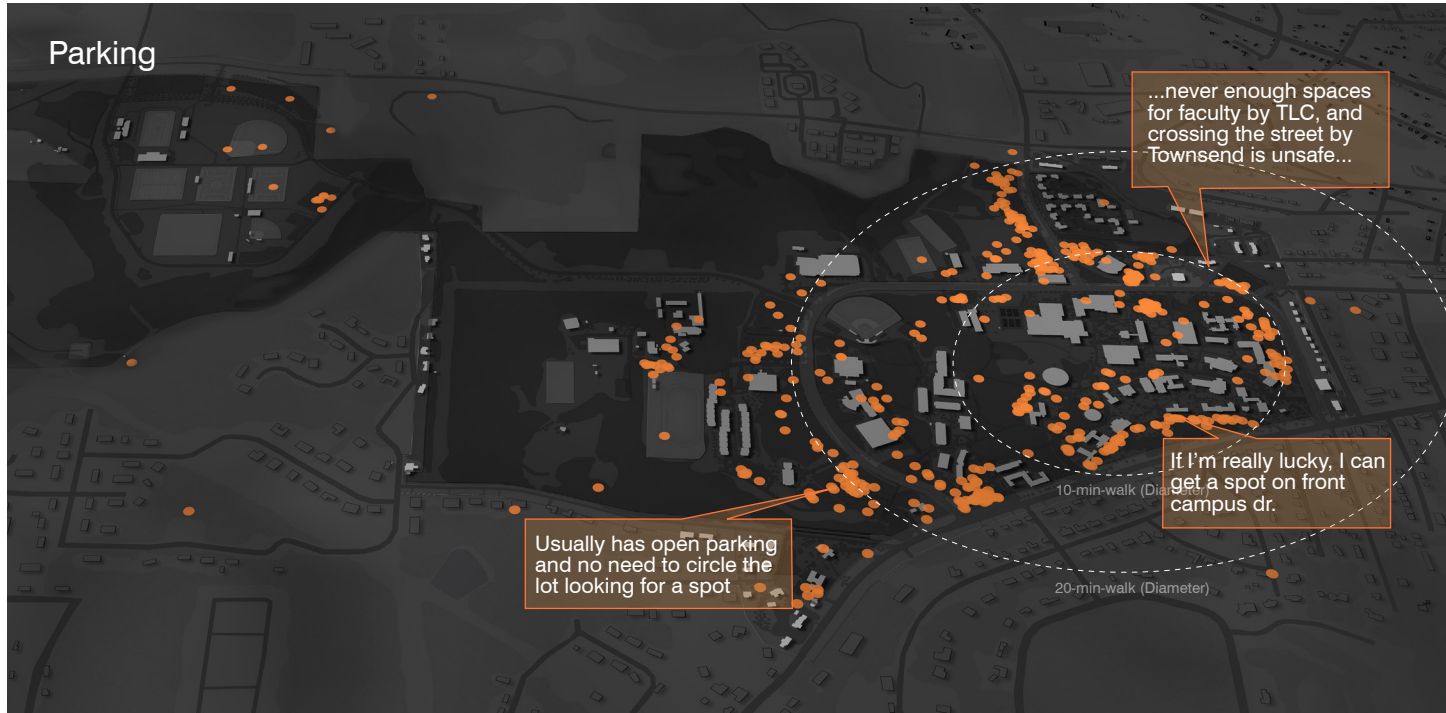 Parking
...never enough spaces
for faculty by TLC, and
crossing the street by
Townsend is unsafe...
If I'm really lucky, I can
get a spot on front
campus dr.
10-min-walk (Diameter)
Usually has open parking
and no need to circle the
lot looking for a spot
20-min-walk (Diameter)